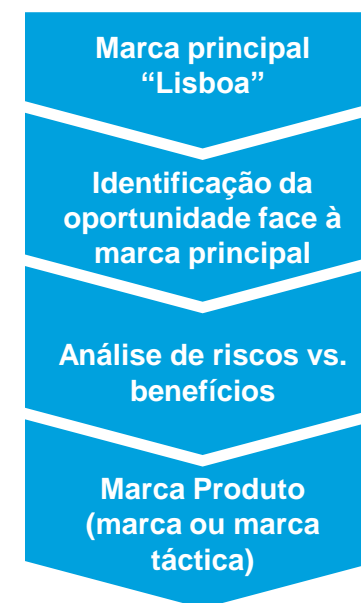 Marca principal
“Lisboa”
Identificação da
oportunidade face à
marca principal
Análise de riscos vs.
benefícios
Marca Produto
(marca ou marca
táctica)